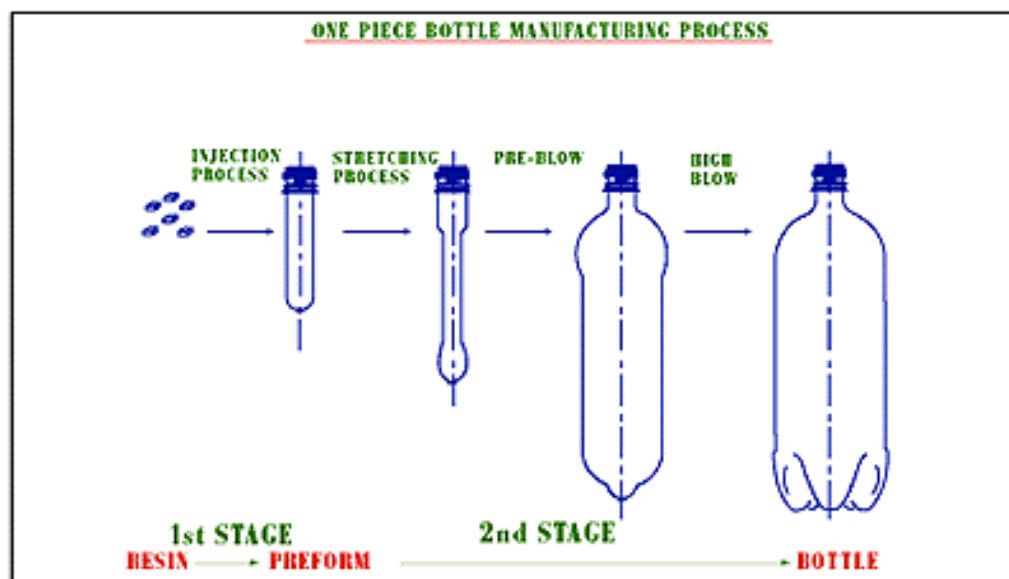 ONE PIECE BOTTLE MANUFACTURING PROCESS
INJECTION
PROCESS
STRETCHING
PROCESS
PRE-BLOW
HIGH
BLOW
1st STAGE
2nd STAGE
RESIN
PREFORM
BOTTLE